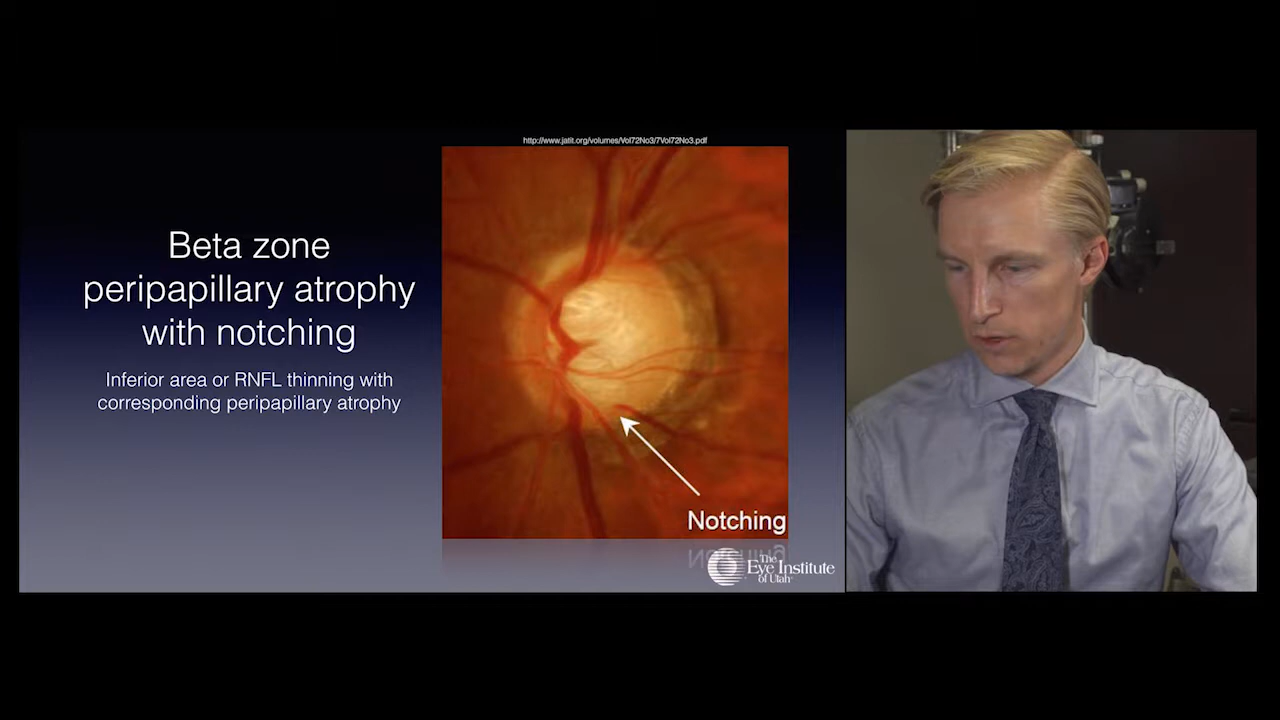 http://www.jatit.org/volumes/Vol72No3/7Vol72No3.pdf
Beta zone
peripapillary atrophy
with notching
Inferior area or RNFL thinning with
corresponding peripapillary atrophy
Notching
The
Eye Institute
of Utah